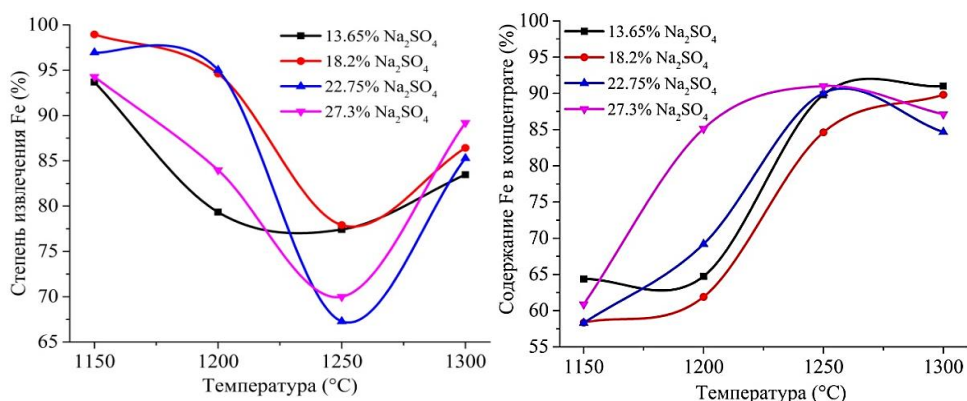 Степень извлечения Fe (%)
100
95
90
85
80
75
70
65
13.65% Na₂SO₄
18.2% Na₂SO₄
22.75% Na₂SO₄
27.3% Na₂SO₄
1150 1200 1250 1300
Температура (°C)
Содержание Fe в концентрате (%)
100
95
90
85
80
75
70
65
60
55
13.65% Na₂SO₄
18.2% Na₂SO₄
22.75% Na₂SO₄
27.3% Na₂SO₄
1150 1200 1250 1300
Температура (°C)